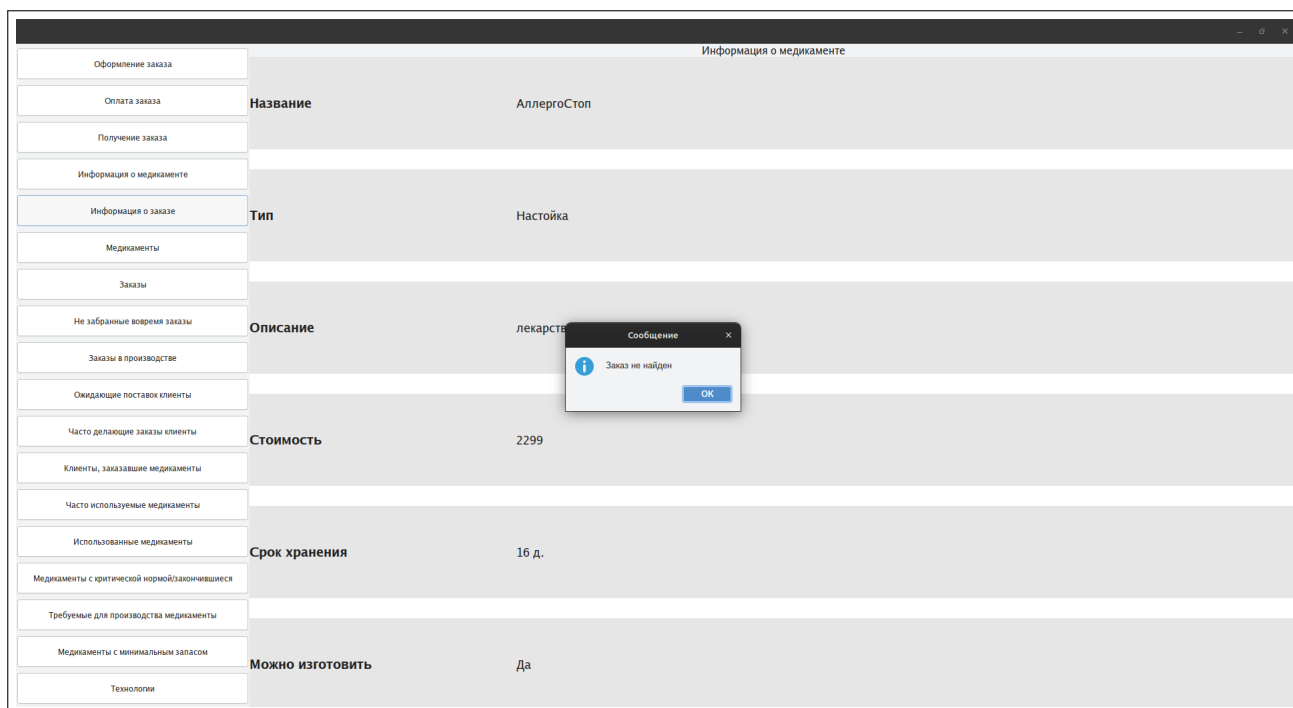 Информация о медикаменте
Оформление заказа
Оплата заказа
Получение заказа
Информация о медикаменте
Информация о заказе
Медикаменты
Заказы
Не забранные вовремя заказы
Заказы в производстве
Ожидающие поставок клиенты
Часто делающие заказы клиенты
Клиенты, заказавшие медикаменты
Часто используемые медикаменты
Использованные медикаменты
Медикаменты с критической нормой/закончившиеся
Требуемые для производства медикаменты
Медикаменты с минимальным запасом
Технологии
Название АллергоСтоп
Тип Настойка
Описание
Сообщение
Заказ не найден
OK
Стоимость 2299
Срок хранения 16 д.
Можно изготовить Да